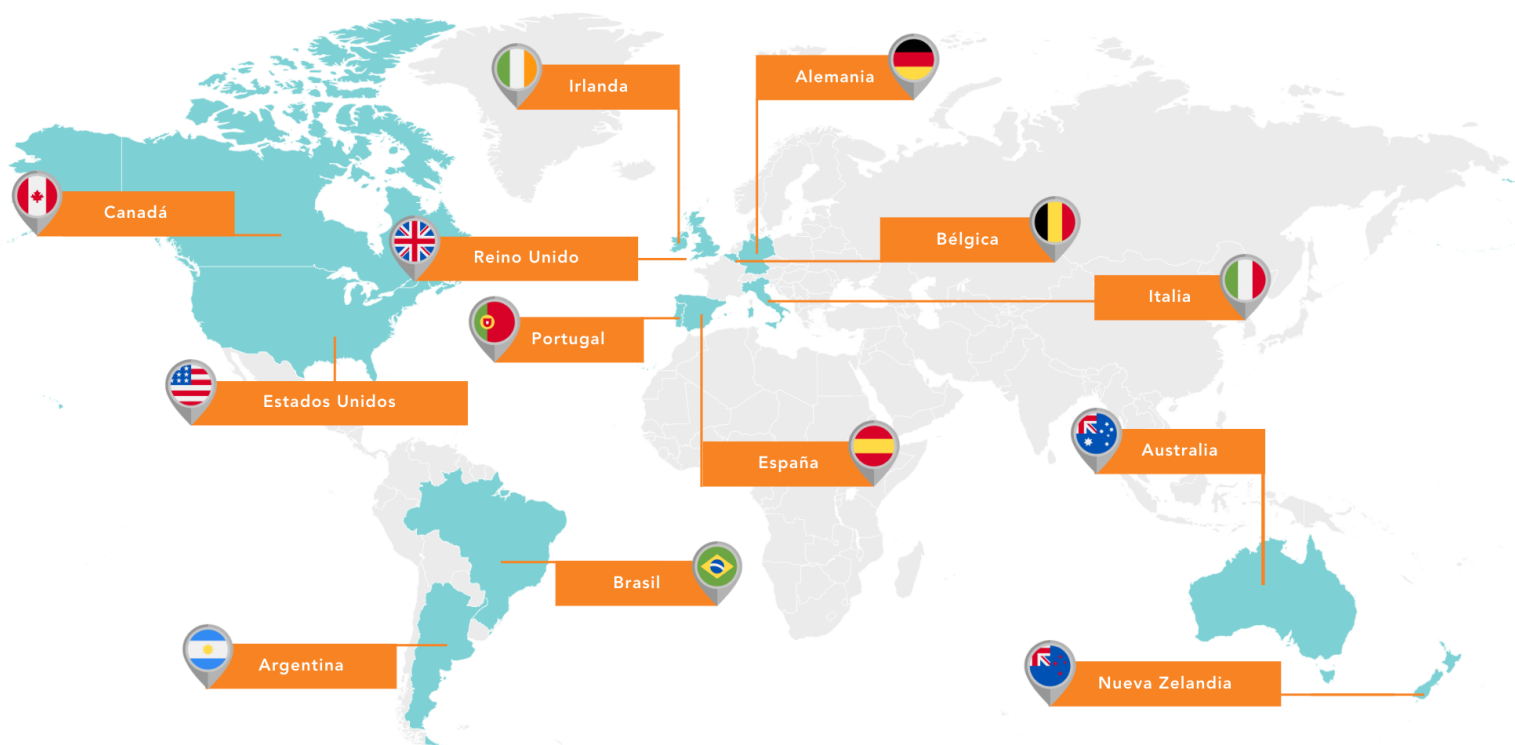 Irlanda
Alemania
Canadá
Reino Unido
Bélgica
Italia
Portugal
Estados Unidos
España
Australia
Brasil
Argentina
Nueva Zelandia